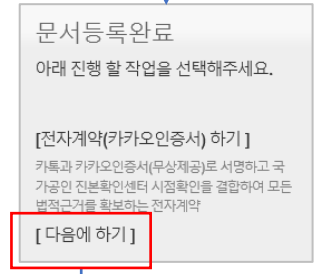 문서등록완료
아래 진행 할 작업을 선택해주세요.
[전자계약(카카오인증서) 하기 ]
카톡과 카카오인증서(무상제공)로 서명하고 국
가공인 진본확인센터 시점확인을 결합하여 모든
법적근거를 확보하는 전자계약
[ 다음에 하기 ]